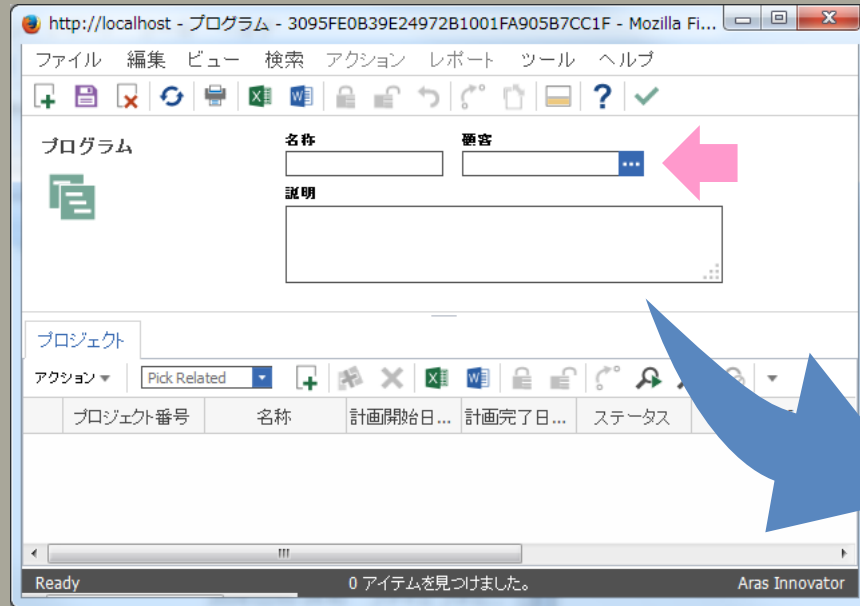 http://localhost - プログラム - 3095FE0B39E24972B1001FA905B7CC1F - Mozilla Fi...
ファイル 編集 ビュー 検索 アクション レポート ツール ヘルプ
プログラム
名称 顧客
説明
プロジェクト
アクション Pick Related
プロジェクト番号 名称 計画開始日... 計画完了日... ステータス
Ready 0 アイテムを見つけました。 Aras Innovator